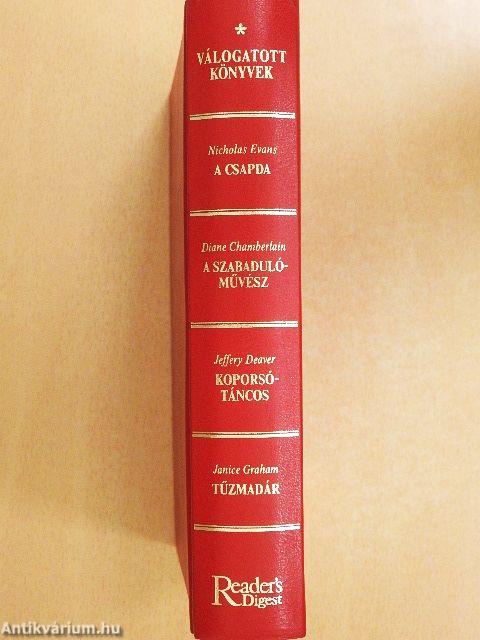 *
VÁLOGATOTT
KÖNYVEK
Nicholas Evans
A CSAPDA
Diane Chamberlain
A SZABADULÓ-
MŰVÉSZ
Jeffery Deaver
KOPORSÓ-
TÁNCOS
Janice Graham
TŰZMADÁR
Reader's
Digest
Antikvárium.hu